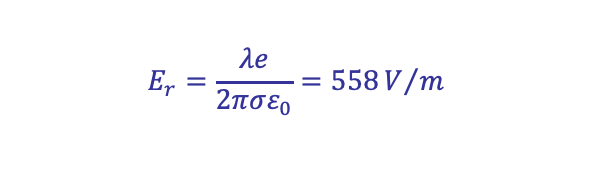 E_r = λe / 2πσε_0 = 558 V/m